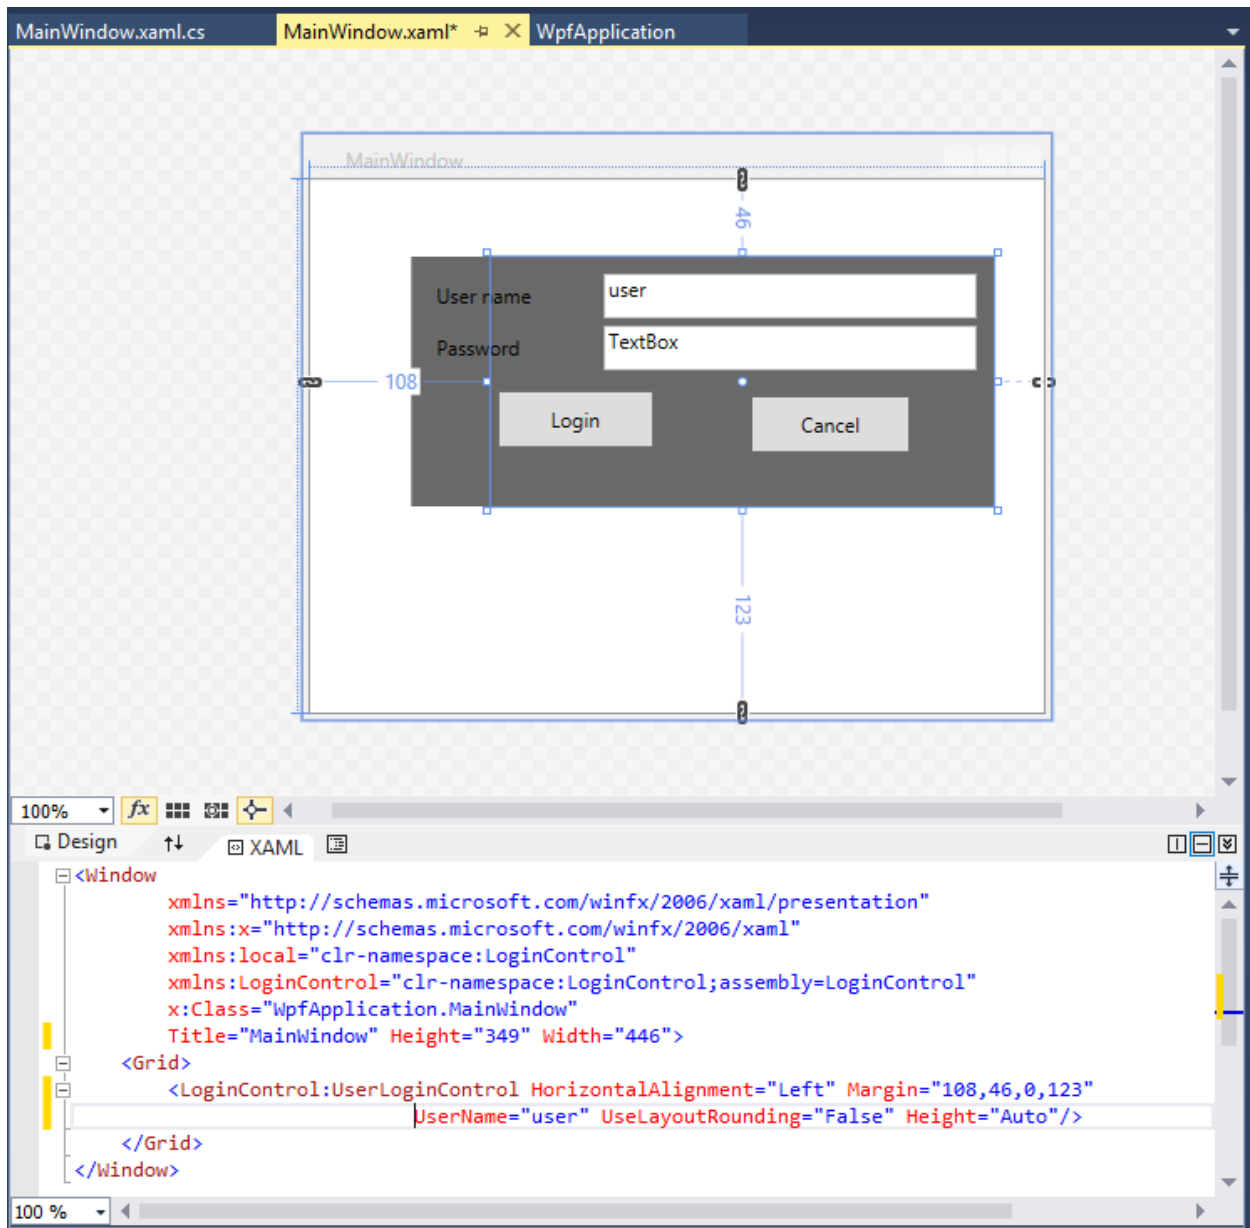 MainWindow.xaml.cs MainWindow.xaml* WpfApplication
MainWindow
46
User name user
Password TextBox
108
Login Cancel
123
100% fx
Design XAML
<Window
xmlns="http://schemas.microsoft.com/winfx/2006/xaml/presentation"
xmlns:x="http://schemas.microsoft.com/winfx/2006/xaml"
xmlns:local="clr-namespace:LoginControl"
xmlns:LoginControl="clr-namespace:LoginControl;assembly=LoginControl"
x:Class="WpfApplication.MainWindow"
Title="MainWindow" Height="349" Width="446">
<Grid>
<LoginControl:UserLoginControl HorizontalAlignment="Left" Margin="108,46,0,123"
UserName="user" UseLayoutRounding="False" Height="Auto"/>
</Grid>
</Window>
100 %